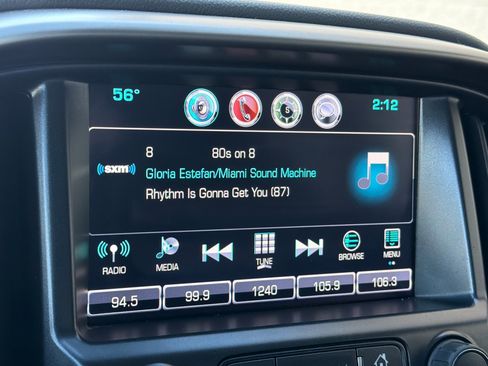 56° 2:12
8 80s on 8
((sxm)) Gloria Estefan/Miami Sound Machine
Rhythm Is Gonna Get You (87)
RADIO MEDIA TUNE BROWSE MENU
94.5 99.9 1240 105.9 106.3